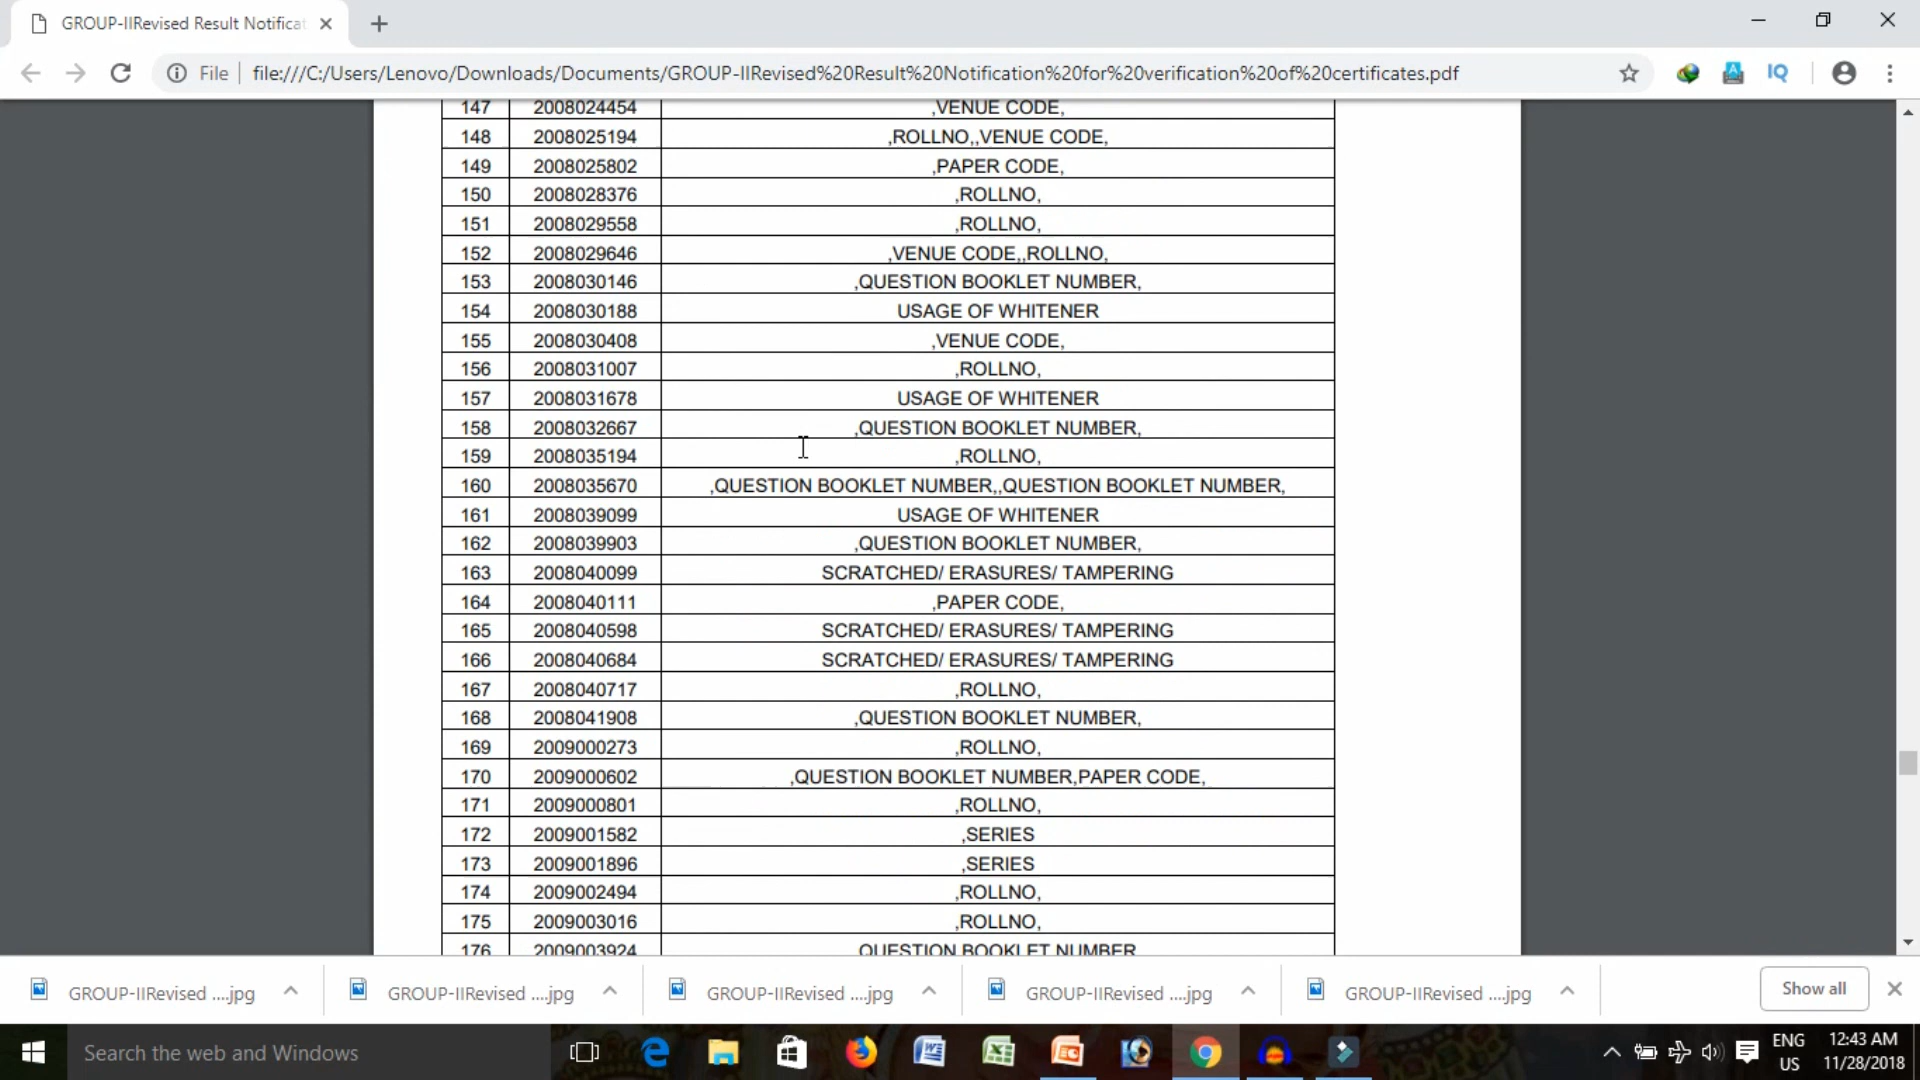 GROUP-IIRevised Result Notificat
File
file:///C:/Users/Lenovo/Downloads/Documents/GROUP-IIRevised%20Result%20Notification%20for%20verification%20of%20certificates.pdf
IQ
147 2008024454 ,VENUE CODE,
148 2008025194 ,ROLLNO,,VENUE CODE,
149 2008025802 ,PAPER CODE,
150 2008028376 ,ROLLNO,
151 2008029558 ,ROLLNO,
152 2008029646 ,VENUE CODE,,ROLLNO,
153 2008030146 ,QUESTION BOOKLET NUMBER,
154 2008030188 USAGE OF WHITENER
155 2008030408 ,VENUE CODE,
156 2008031007 ,ROLLNO,
157 2008031678 USAGE OF WHITENER
158 2008032667 ,QUESTION BOOKLET NUMBER,
159 2008035194 ,ROLLNO,
160 2008035670 ,QUESTION BOOKLET NUMBER,,QUESTION BOOKLET NUMBER,
161 2008039099 USAGE OF WHITENER
162 2008039903 ,QUESTION BOOKLET NUMBER,
163 2008040099 SCRATCHED/ ERASURES/ TAMPERING
164 2008040111 ,PAPER CODE,
165 2008040598 SCRATCHED/ ERASURES/ TAMPERING
166 2008040684 SCRATCHED/ ERASURES/ TAMPERING
167 2008040717 ,ROLLNO,
168 2008041908 ,QUESTION BOOKLET NUMBER,
169 2009000273 ,ROLLNO,
170 2009000602 ,QUESTION BOOKLET NUMBER,PAPER CODE,
171 2009000801 ,ROLLNO,
172 2009001582 ,SERIES
173 2009001896 ,SERIES
174 2009002494 ,ROLLNO,
175 2009003016 ,ROLLNO,
176 2009003924 QUESTION BOOKLET NUMBER
GROUP-IIRevised ....jpg GROUP-IIRevised ....jpg GROUP-IIRevised ....jpg GROUP-IIRevised ....jpg GROUP-IIRevised ....jpg Show all
Search the web and Windows
ENG 12:43 AM
US 11/28/2018